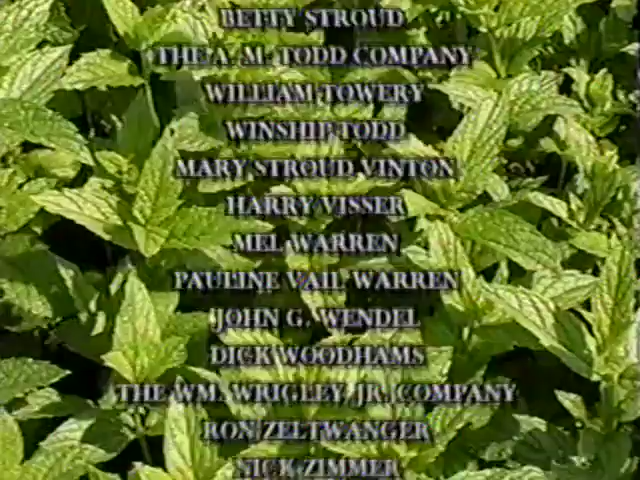 BETTY STROUD
THE A. M. TODD COMPANY
WILLIAM TOWERY
WINSHIP TODD
MARY STROUD VINTON
HARRY VISSER
MEL WARREN
PAULINE VAIL WARREN
JOHN G. WENDEL
DICK WOODHAMS
THE WM. WRIGLEY, JR. COMPANY
RON ZELTWANGER
NICK ZIMMER